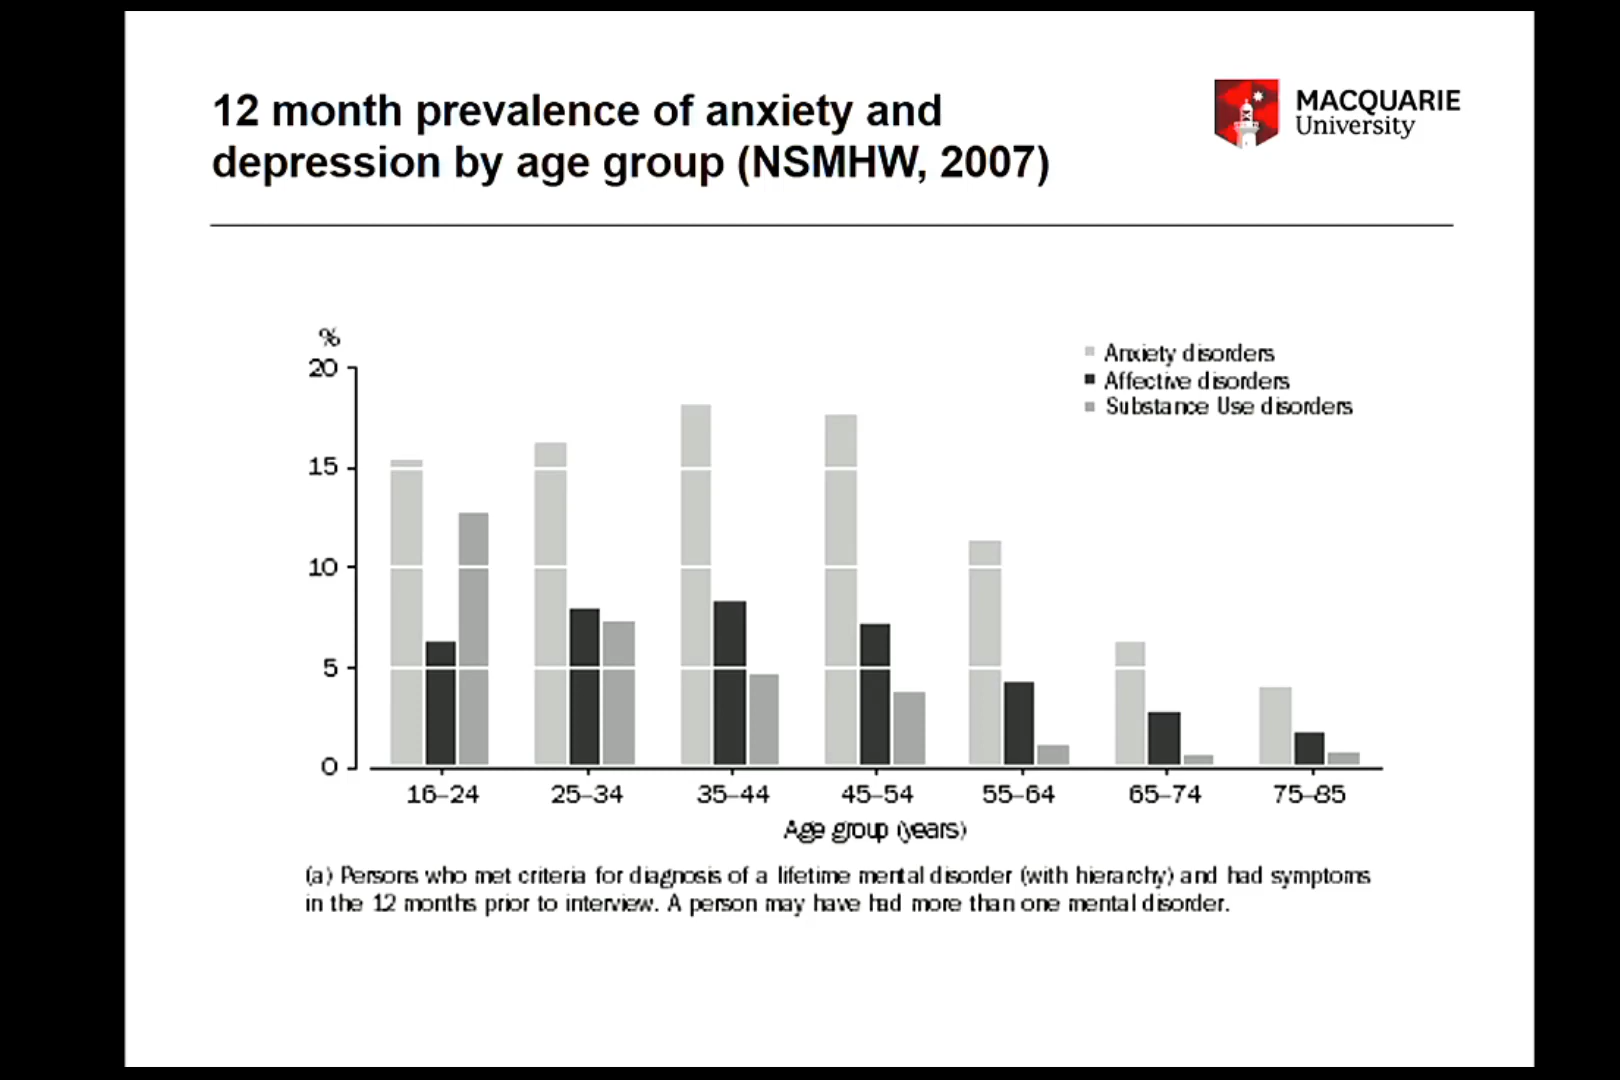 12 month prevalence of anxiety and
depression by age group (NSMHW, 2007)
MACQUARIE
University
%
20
15
10
5
0
Anxiety disorders
Affective disorders
Substance Use disorders
16–24 25–34 35–44 45–54 55–64 65–74 75–85
Age group (years)
(a) Persons who met criteria for diagnosis of a lifetime mental disorder (with hierarchy) and had symptoms
in the 12 months prior to interview. A person may have had more than one mental disorder.